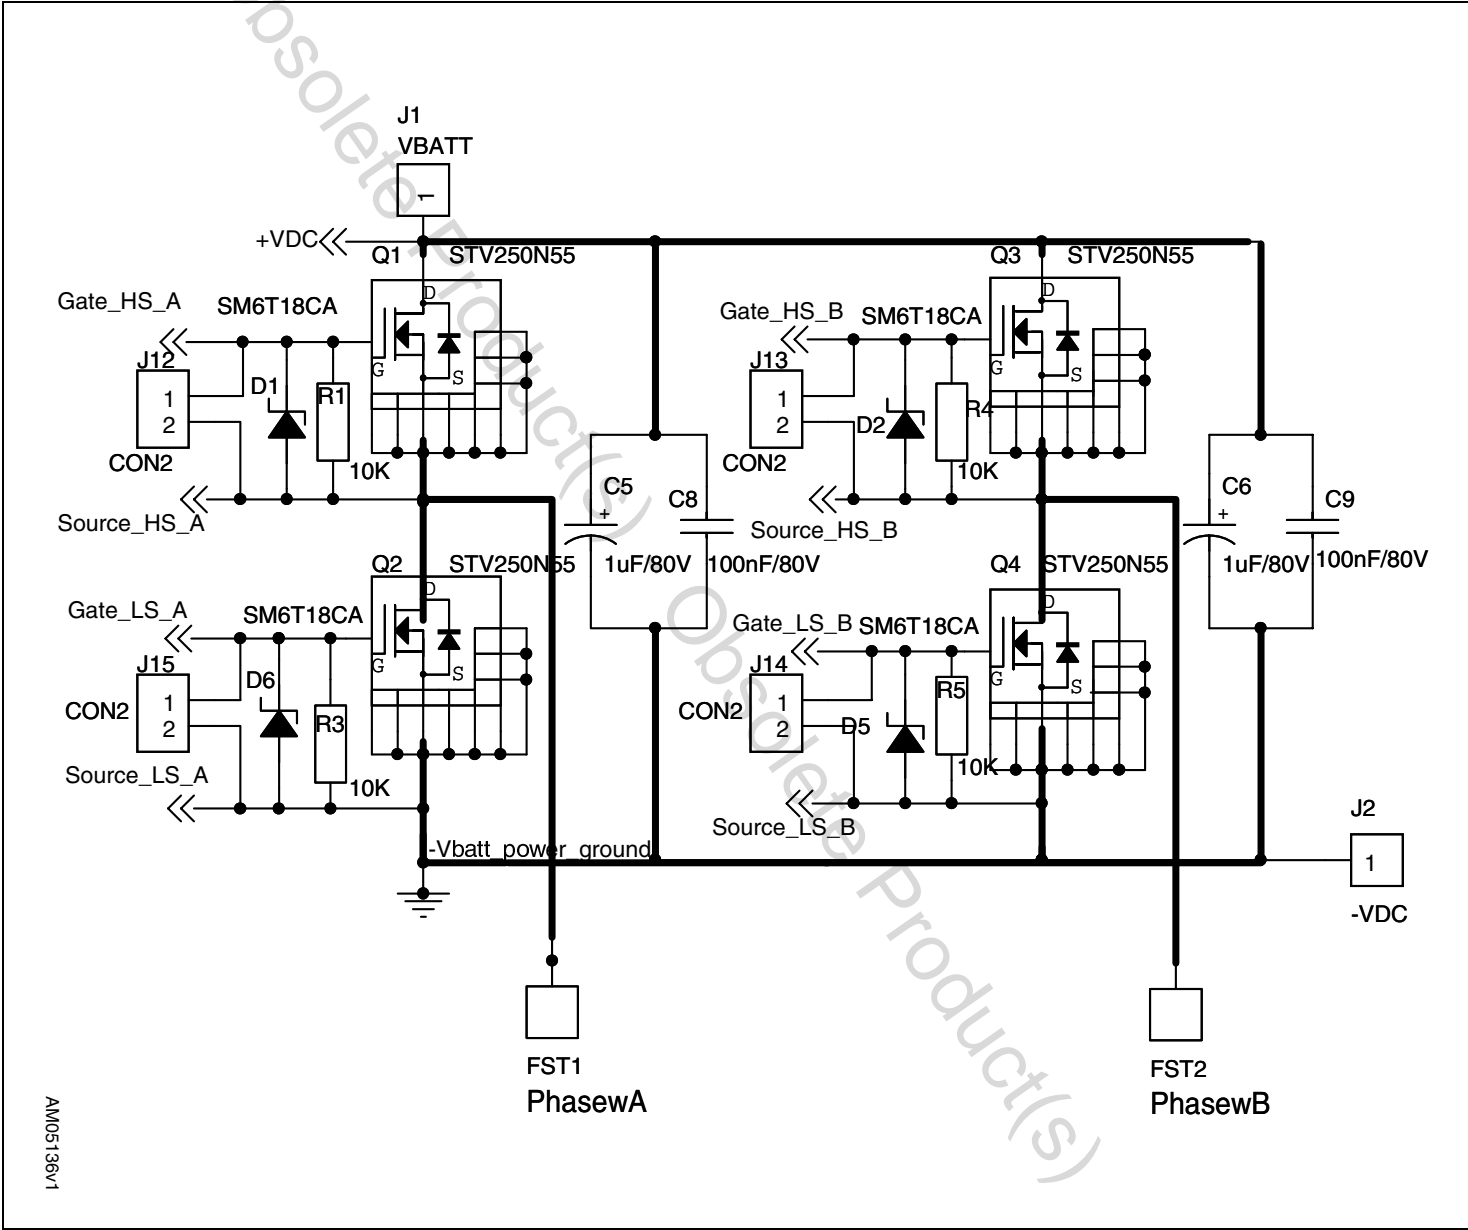 J1
VBATT
1
+VDC
Q1
STV250N55
Q3
STV250N55
Gate_HS_A
SM6T18CA
D
G
S
J12
1
2
CON2
D1
R1
10K
Source_HS_A
Gate_HS_B
SM6T18CA
D
G
S
J13
1
2
CON2
D2
R4
10K
Source_HS_B
C5
+
1uF/80V
C8
100nF/80V
C6
+
1uF/80V
C9
100nF/80V
Q2
STV250N55
Q4
STV250N55
Gate_LS_A
SM6T18CA
D
G
S
J15
1
2
CON2
D6
R3
10K
Source_LS_A
Gate_LS_B
SM6T18CA
D
G
S
J14
1
2
CON2
D5
R5
10K
Source_LS_B
-Vbatt_power_ground
J2
1
-VDC
FST1
PhasewA
FST2
PhasewB
AM05136v1
bsolete Product(s)
Obsolete Product(s)